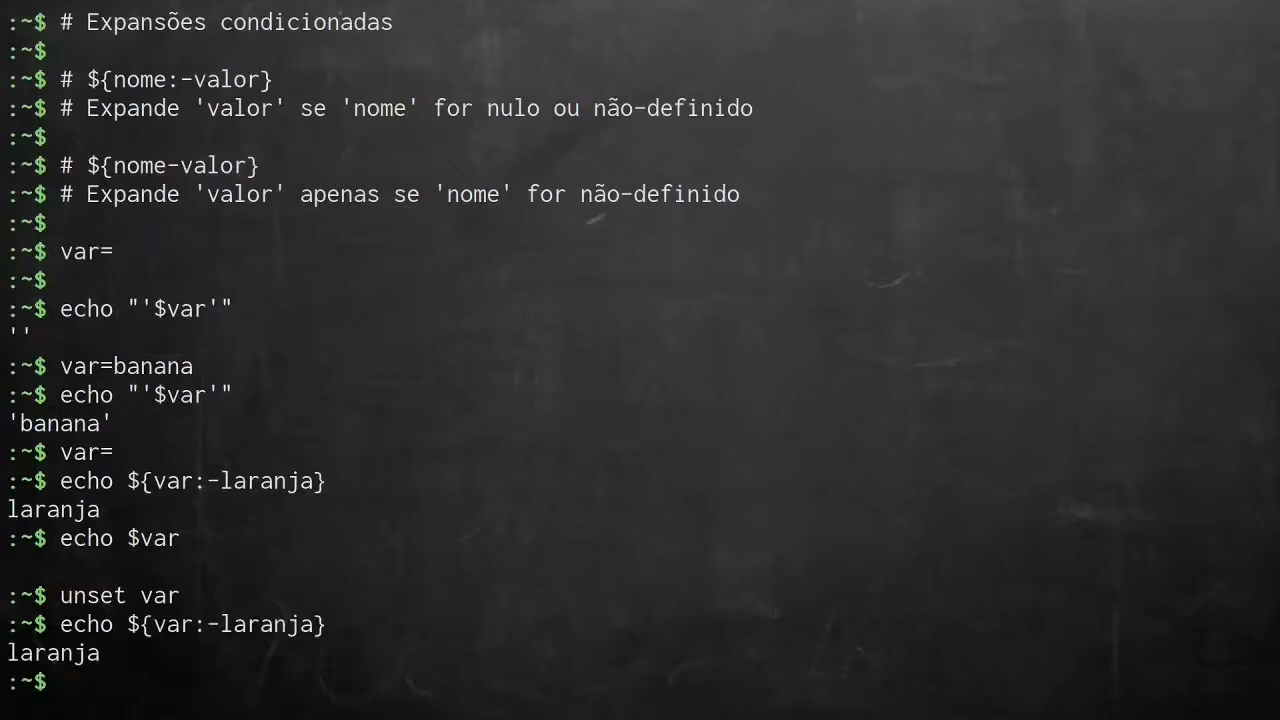 :~$ # Expansões condicionadas
:~$
:~$ # ${nome:-valor}
:~$ # Expande 'valor' se 'nome' for nulo ou não-definido
:~$
:~$ # ${nome-valor}
:~$ # Expande 'valor' apenas se 'nome' for não-definido
:~$
:~$ var=
:~$
:~$ echo "'$var'"
''
:~$ var=banana
:~$ echo "'$var'"
'banana'
:~$ var=
:~$ echo ${var:-laranja}
laranja
:~$ echo $var

:~$ unset var
:~$ echo ${var:-laranja}
laranja
:~$